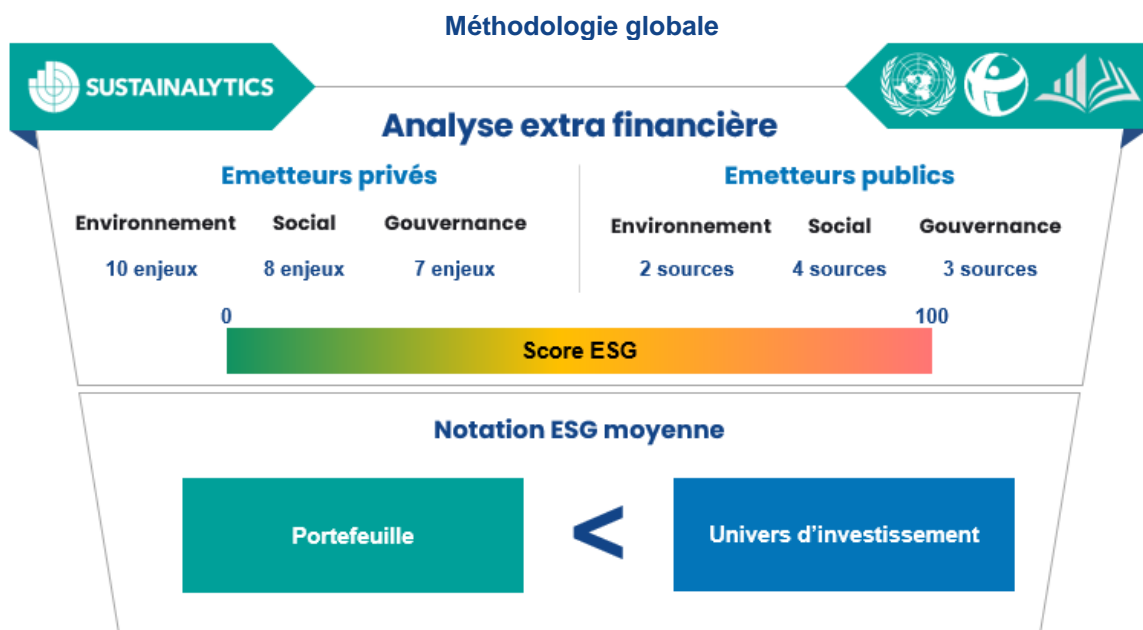 Méthodologie globale
SUSTAINALYTICS
Analyse extra financière
Emetteurs privés
Emetteurs publics
Environnement Social Gouvernance
Environnement Social Gouvernance
10 enjeux 8 enjeux 7 enjeux
2 sources 4 sources 3 sources
0 100
Score ESG
Notation ESG moyenne
Portefeuille < Univers d'investissement